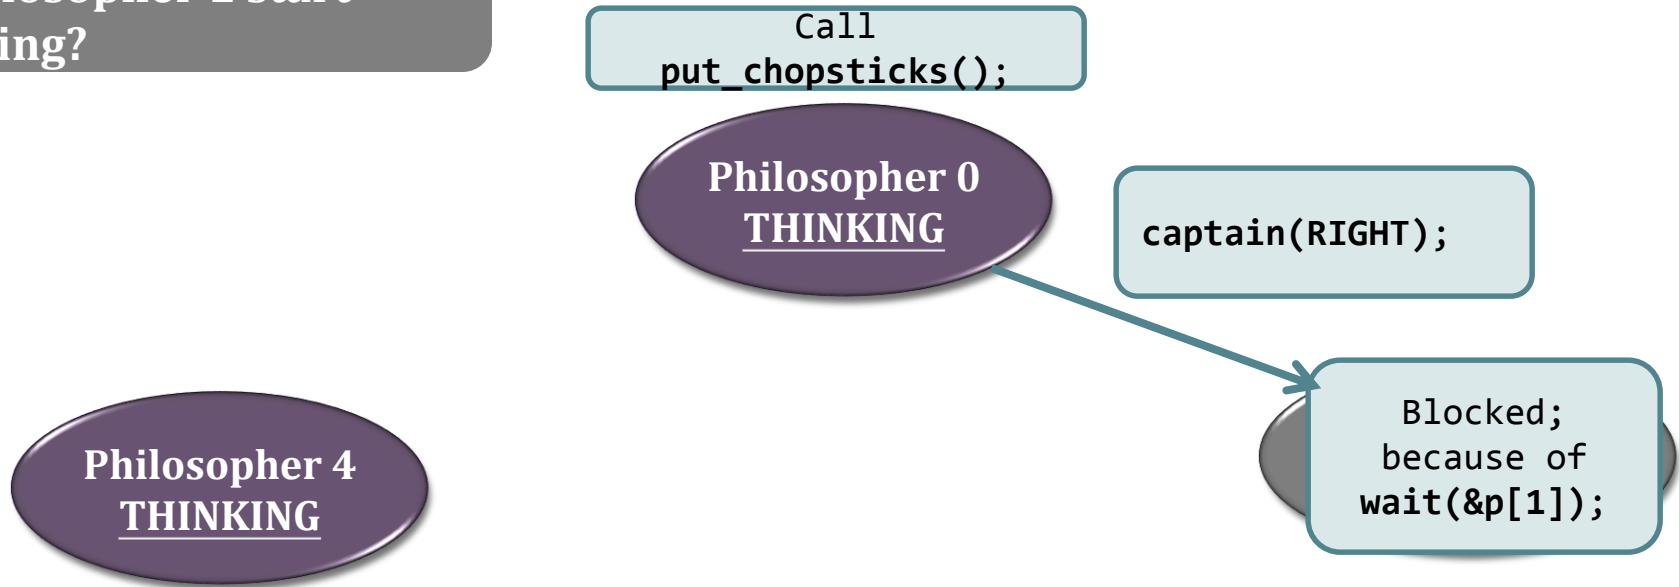 ing?
Call
put_chopsticks();
Philosopher 0
THINKING
captain(RIGHT);
Blocked;
because of
wait(&p[1]);
Philosopher 4
THINKING